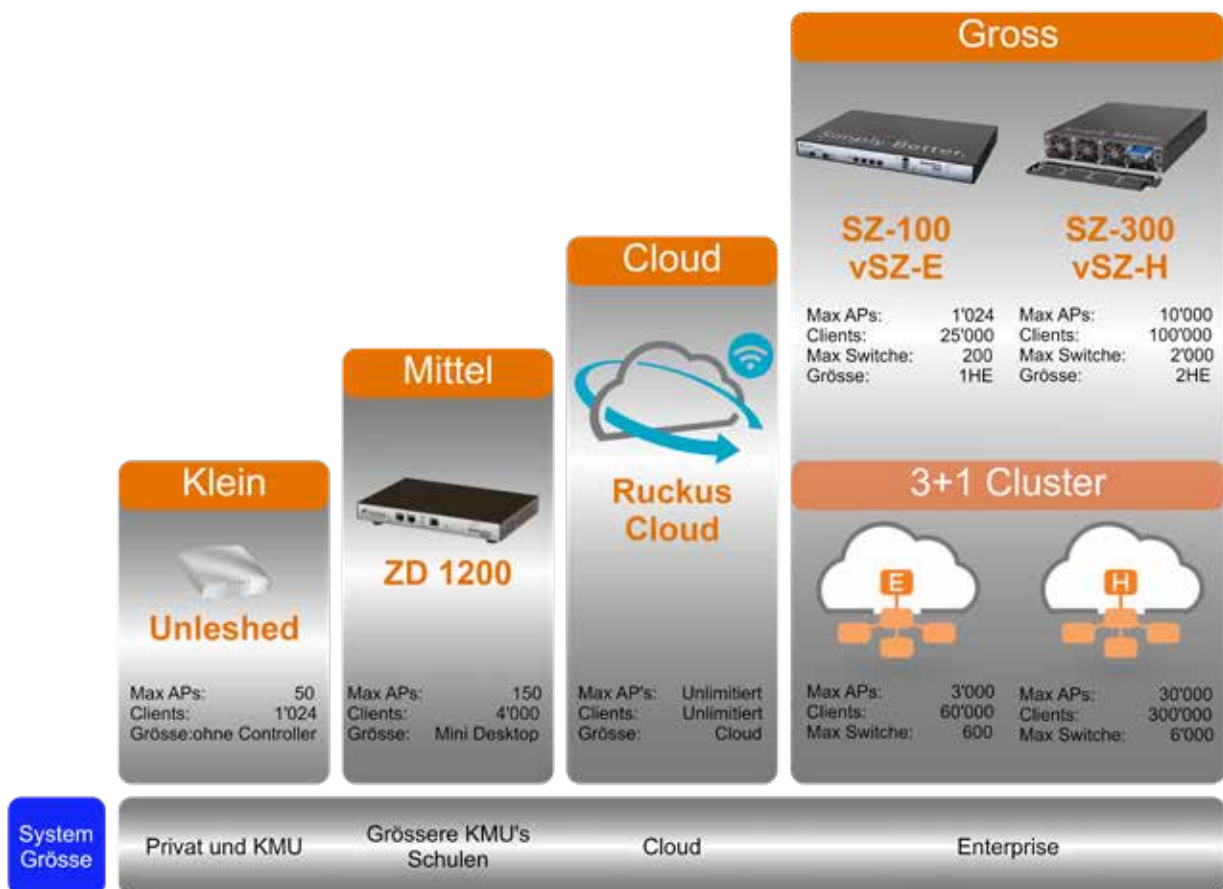 Gross
Simply Better.
SZ-100
vSZ-E
Max APs: 1'024
Clients: 25'000
Max Switche: 200
Grösse: 1HE
SZ-300
vSZ-H
Max APs: 10'000
Clients: 100'000
Max Switche: 2'000
Grösse: 2HE
3+1 Cluster
E
Max APs: 3'000
Clients: 60'000
Max Switche: 600
H
Max APs: 30'000
Clients: 300'000
Max Switche: 6'000
Cloud
Ruckus
Cloud
Max AP's: Unlimitiert
Clients: Unlimitiert
Grösse: Cloud
Mittel
ZD 1200
Max APs: 150
Clients: 4'000
Grösse: Mini Desktop
Klein
Unleshed
Max APs: 50
Clients: 1'024
Grösse:ohne Controller
System
Grösse
Privat und KMU
Grössere KMU's
Schulen
Cloud
Enterprise